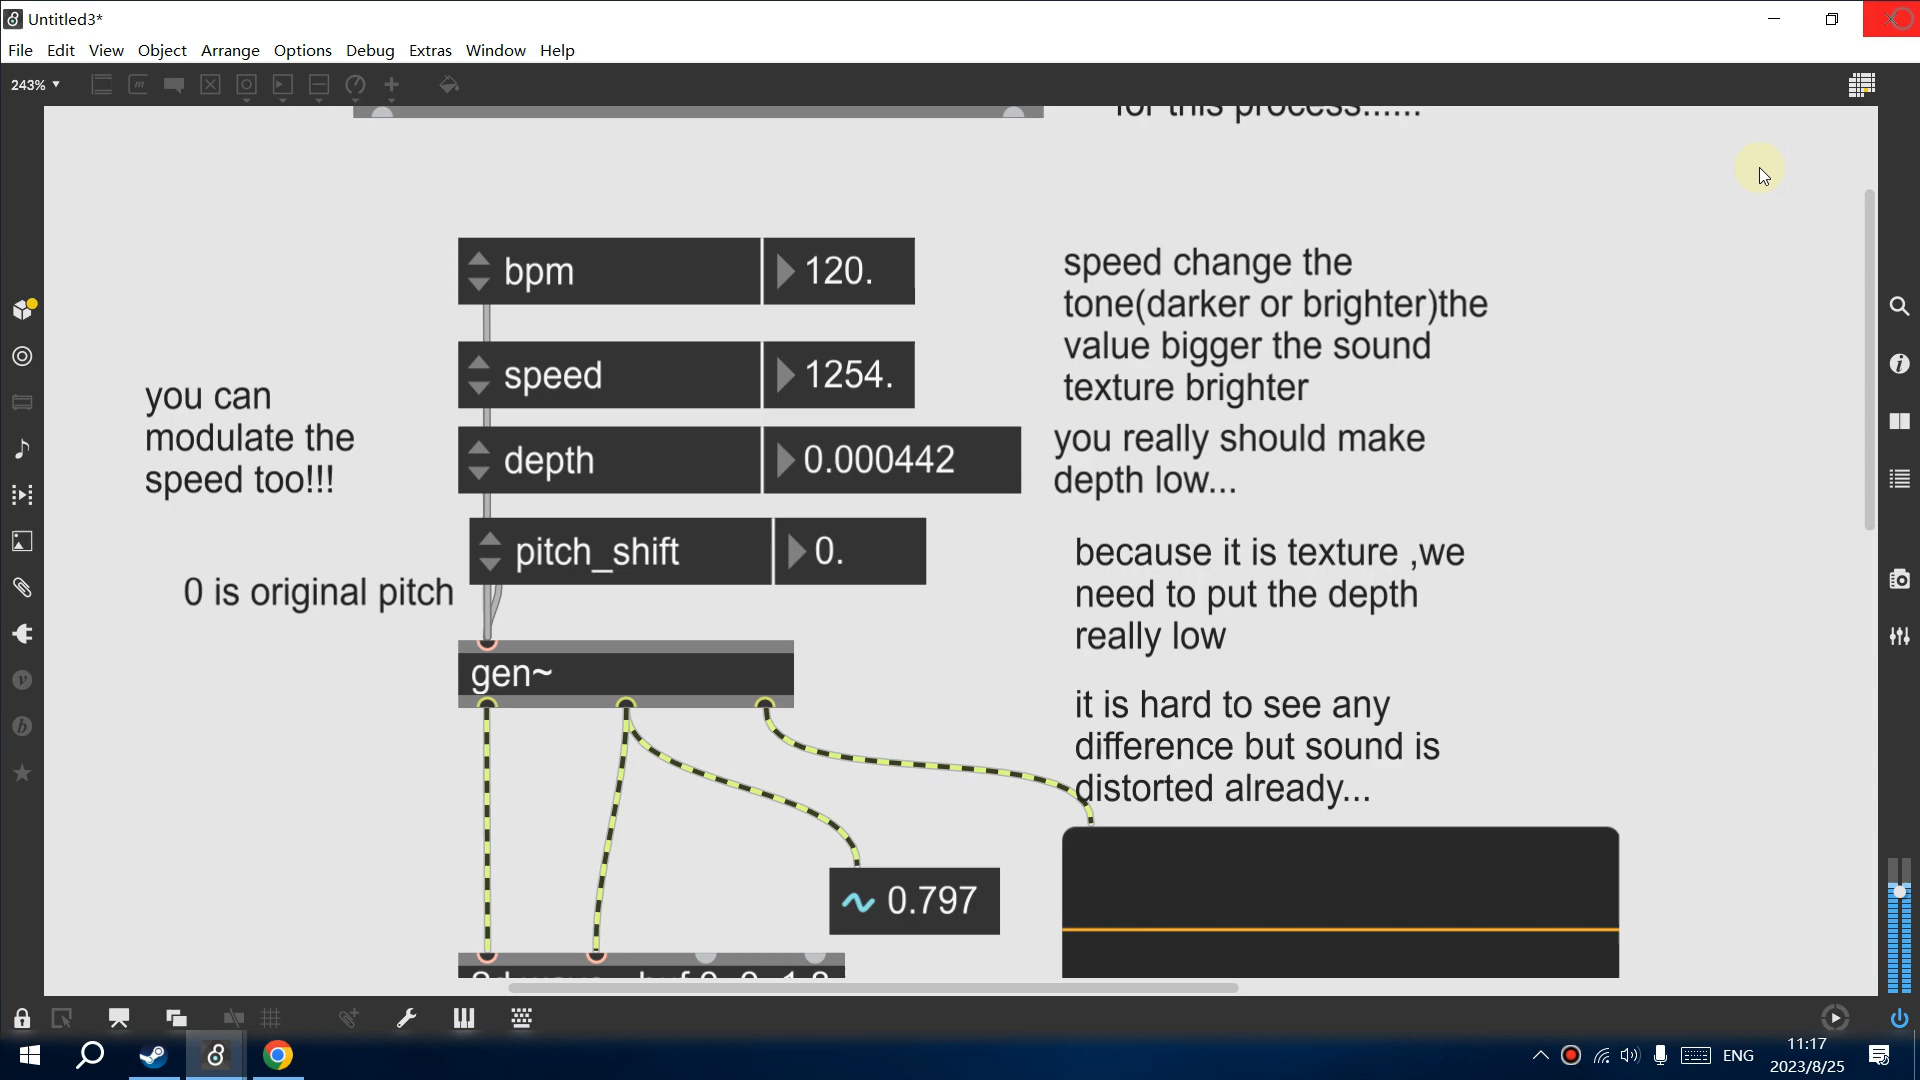 Untitled3*
File Edit View Object Arrange Options Debug Extras Window Help
243%
for this process......
bpm 120.
speed 1254.
depth 0.000442
pitch_shift 0.
you can
modulate the
speed too!!!
0 is original pitch
speed change the
tone(darker or brighter)the
value bigger the sound
texture brighter
you really should make
depth low...
because it is texture ,we
need to put the depth
really low
it is hard to see any
difference but sound is
distorted already...
gen~
0.797
ENG
11:17
2023/8/25